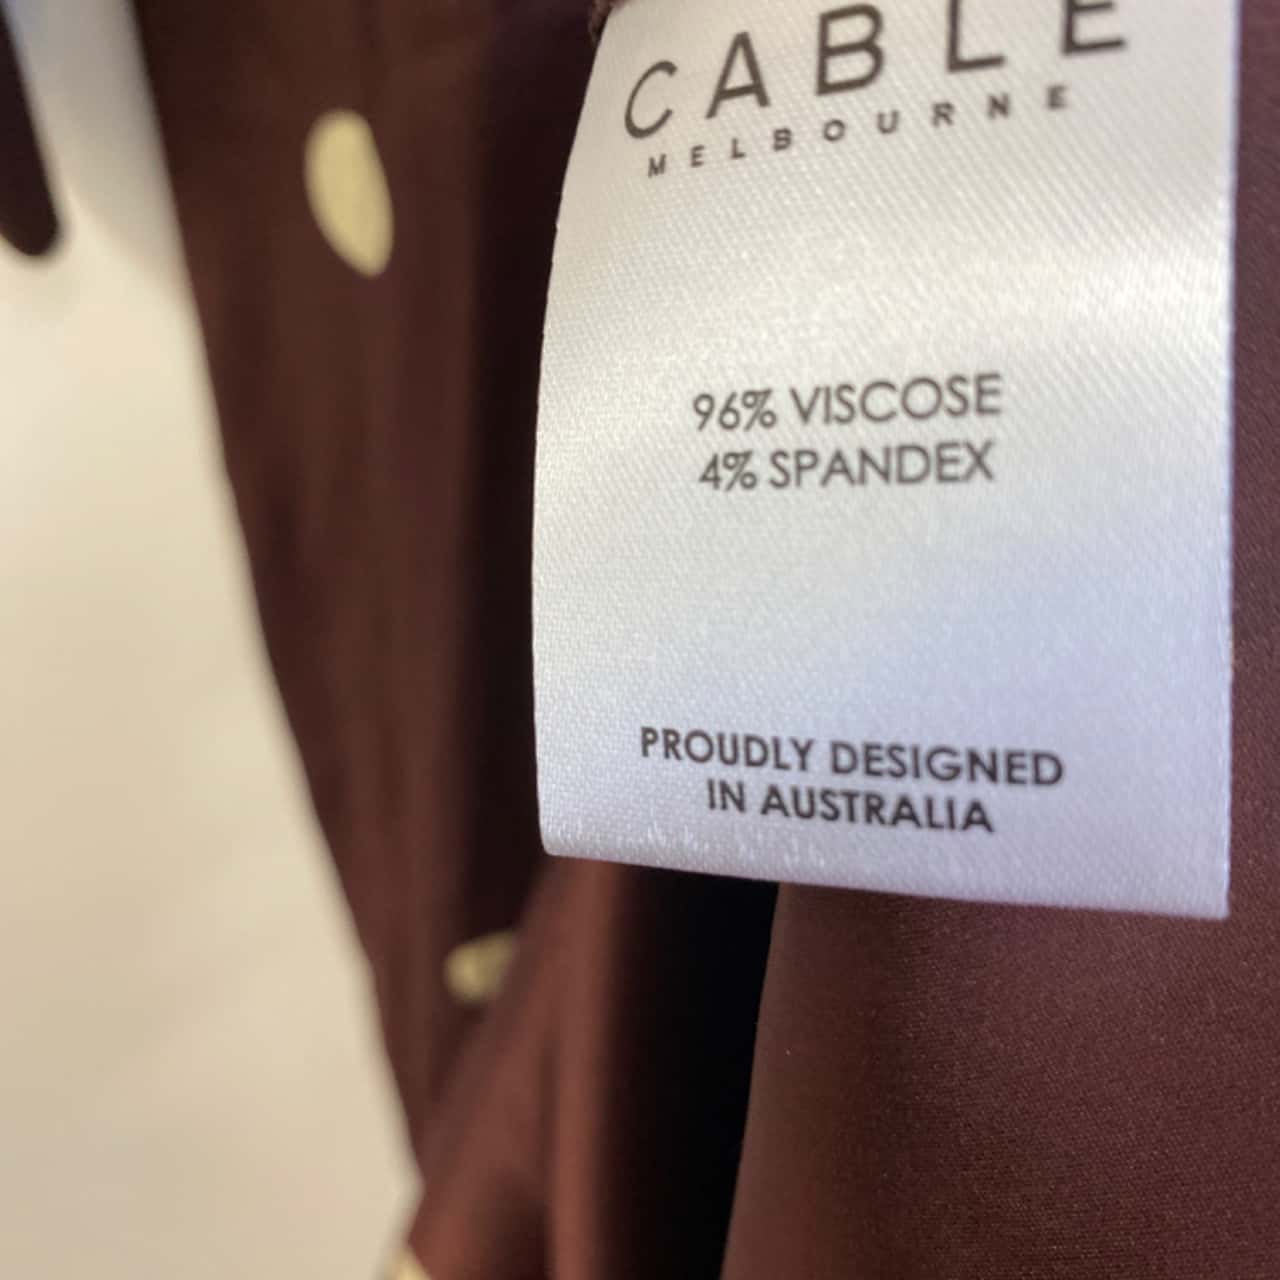 CABLE
MELBOURNE
96% VISCOSE
4% SPANDEX
PROUDLY DESIGNED
IN AUSTRALIA